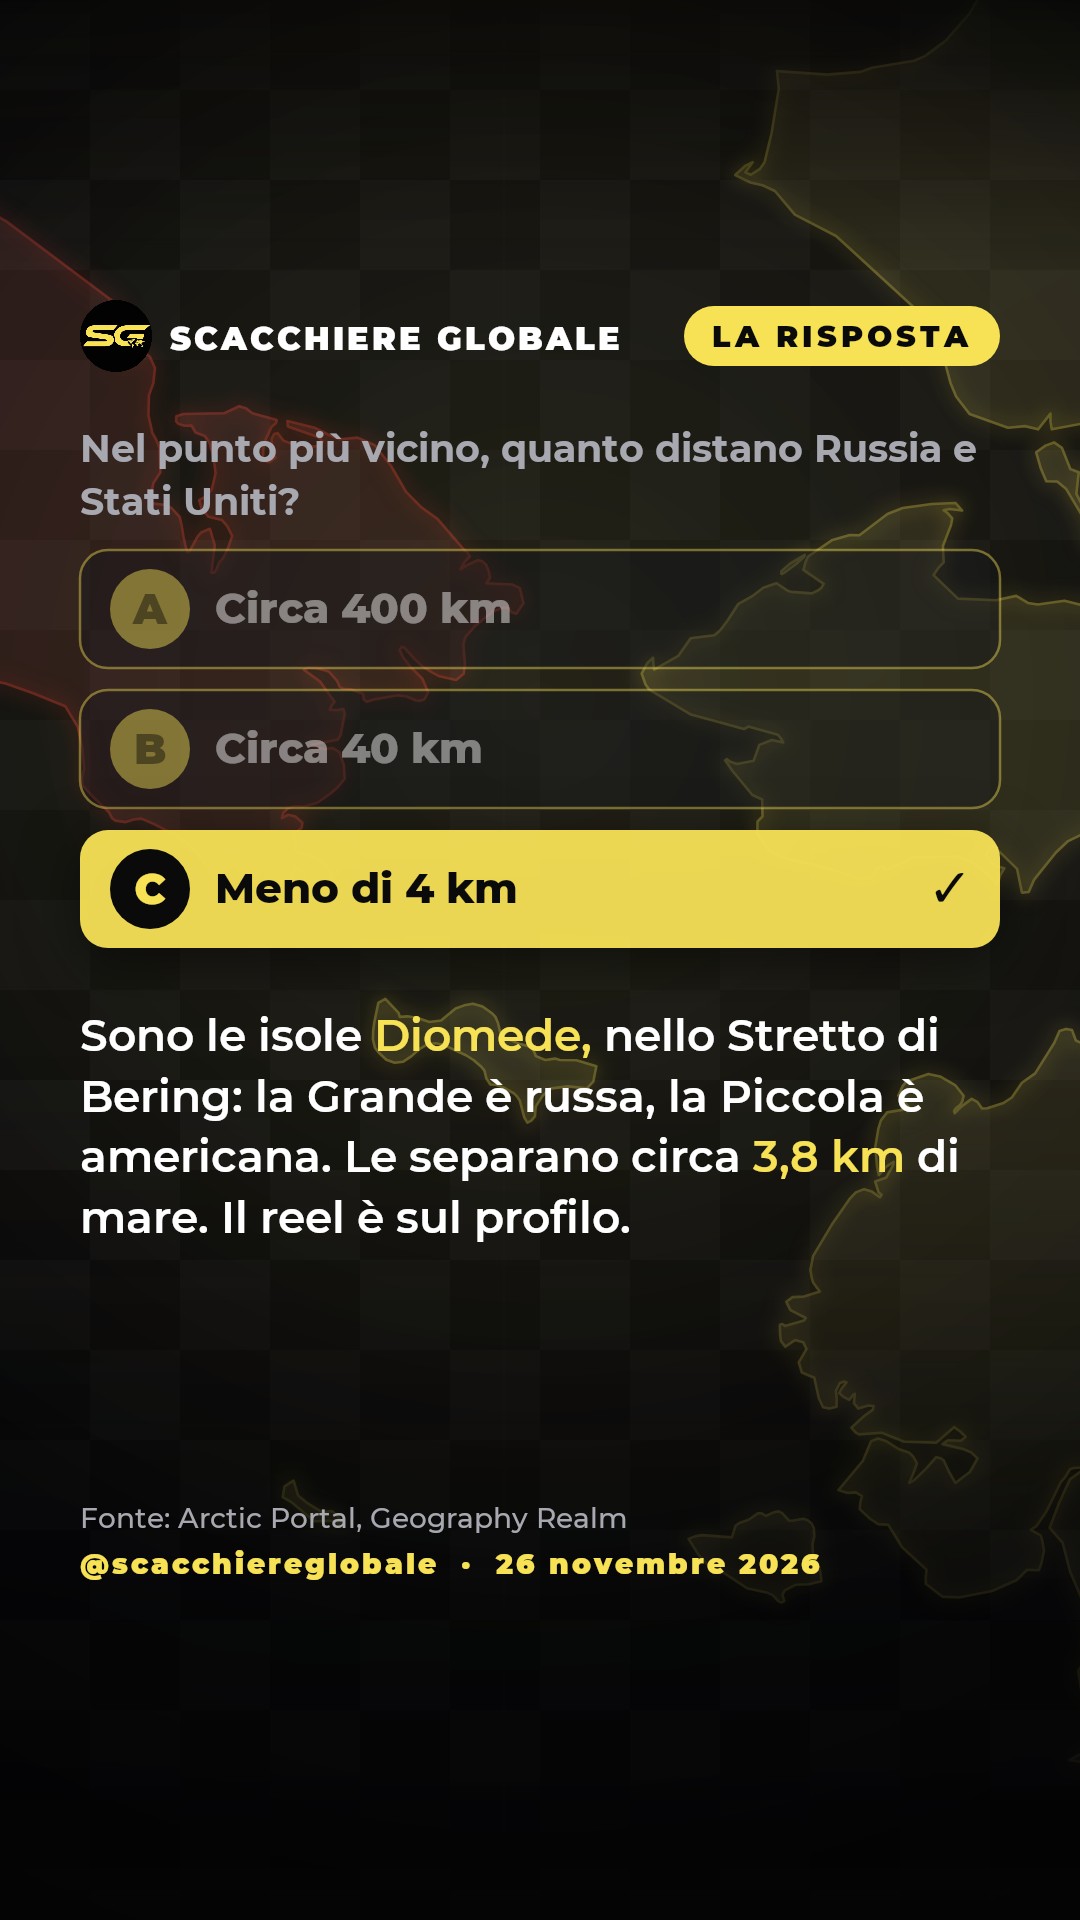 SG
SCACCHIERE GLOBALE
LA RISPOSTA
Nel punto più vicino, quanto distano Russia e
Stati Uniti?
A Circa 400 km
B Circa 40 km
C Meno di 4 km ✓
Sono le isole Diomede, nello Stretto di
Bering: la Grande è russa, la Piccola è
americana. Le separano circa 3,8 km di
mare. Il reel è sul profilo.
Fonte: Arctic Portal, Geography Realm
@scacchiereglobale · 26 novembre 2026